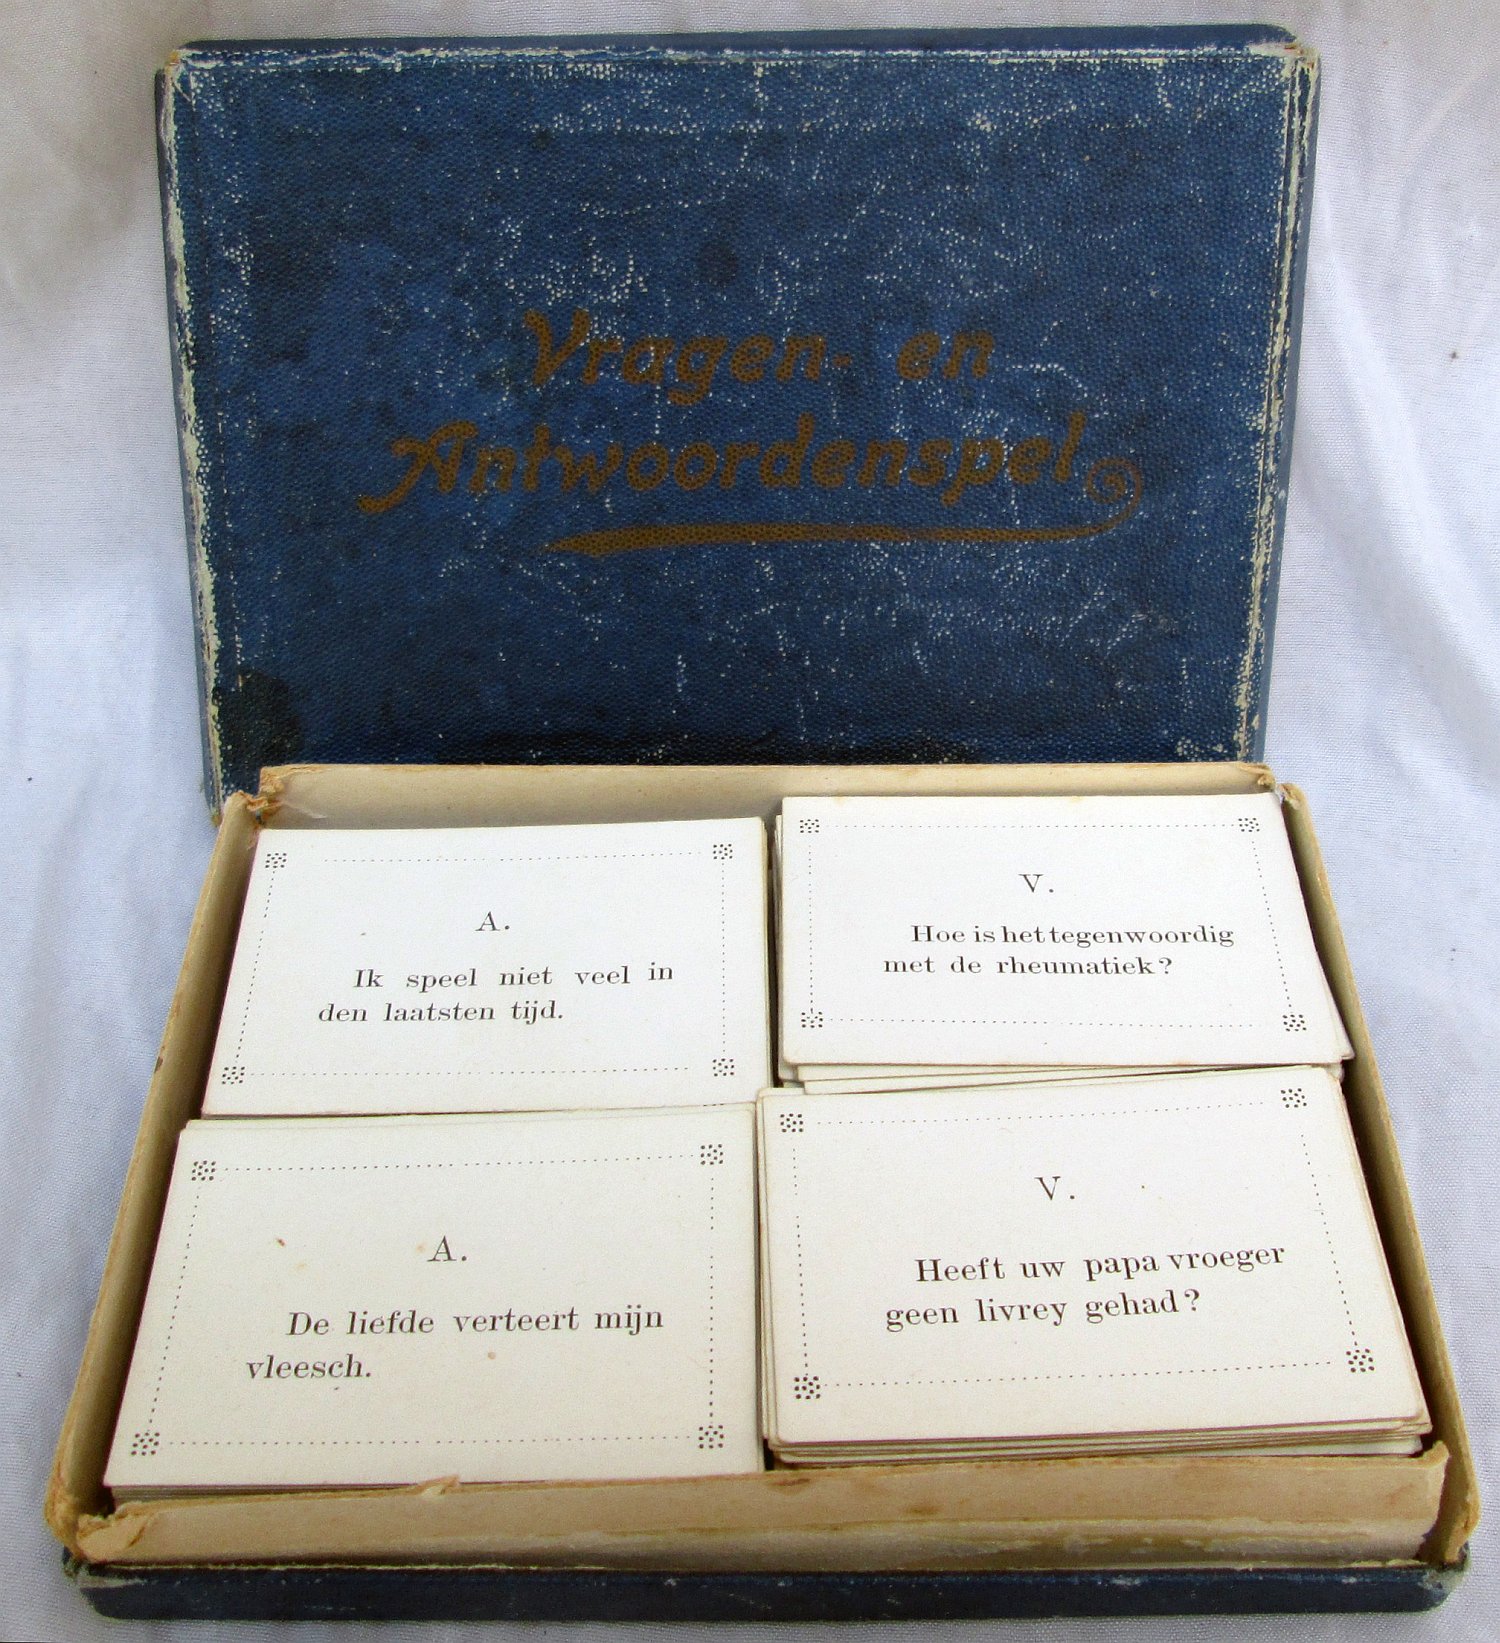 Vragen- en
Antwoordenspel
A.
Ik speel niet veel in
den laatsten tijd.
V.
Hoe is het tegenwoordig
met de rheumatiek?
A.
De liefde verteert mijn
vleesch.
V.
Heeft uw papa vroeger
geen livrey gehad?